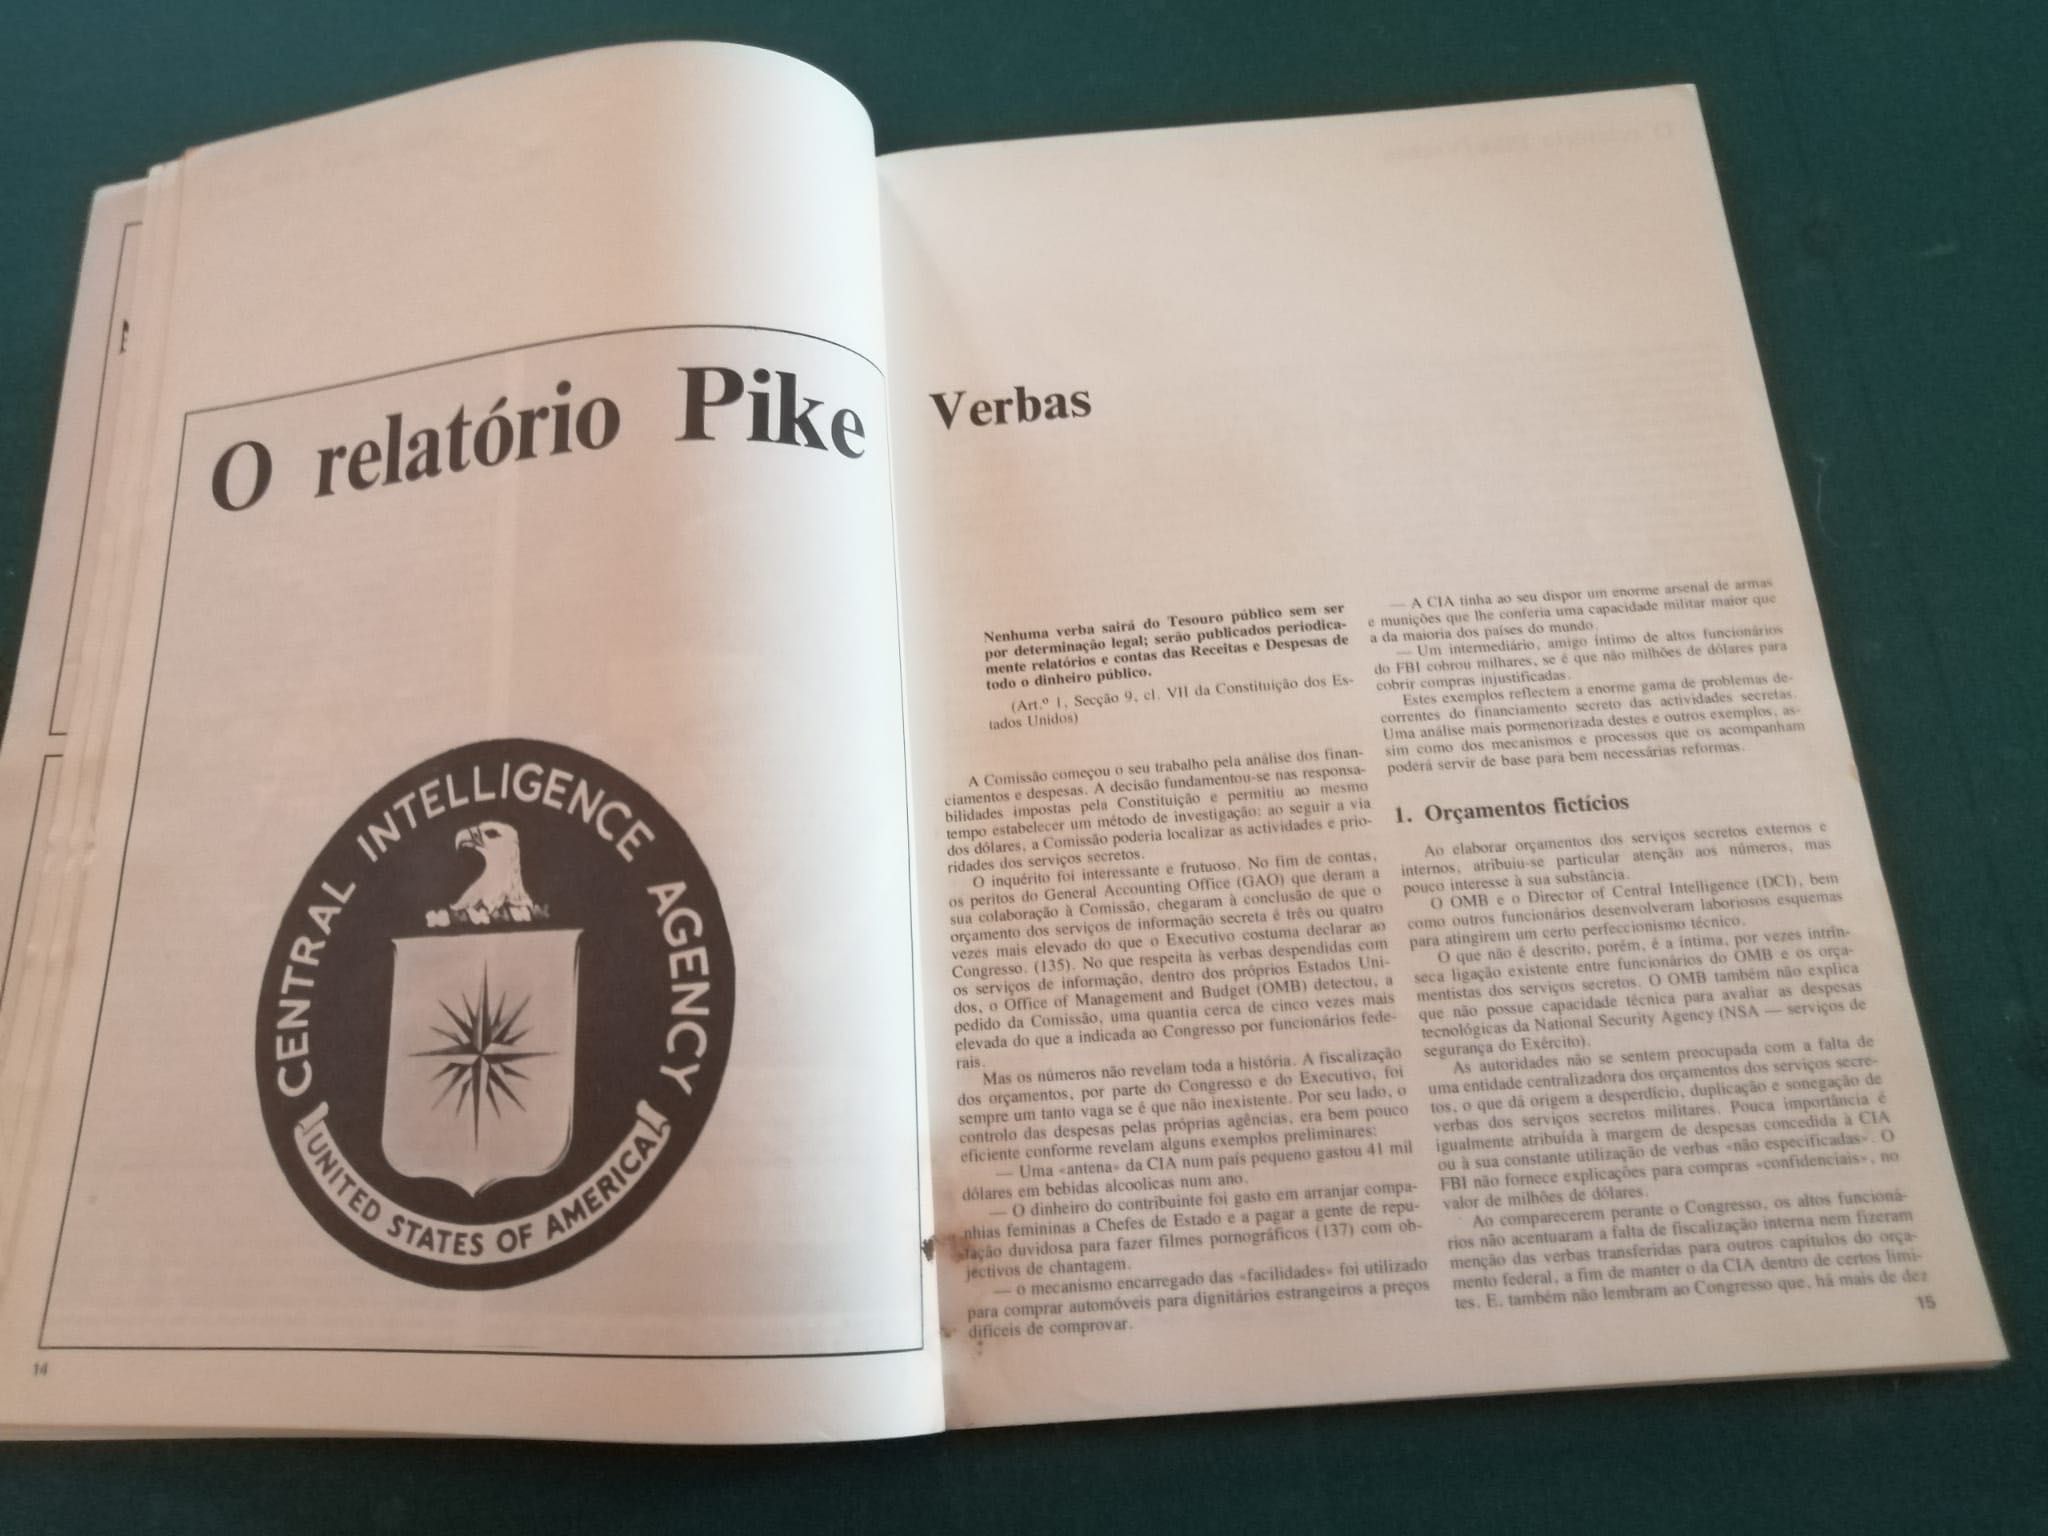 O relatório Pike
CENTRAL INTELLIGENCE AGENCY
UNITED STATES OF AMERICA
14
Verbas
Nenhuma verba sairá do Tesouro público sem ser
por determinação legal; serão publicados periodica-
mente relatórios e contas das Receitas e Despesas de
todo o dinheiro público.
(Art.º 1, Secção 9, cl. VII da Constituição dos Es-
tados Unidos)
A Comissão começou o seu trabalho pela análise dos finan-
ciamentos e despesas. A decisão fundamentou-se nas responsa-
bilidades impostas pela Constituição e permitiu ao mesmo
tempo estabelecer um método de investigação: ao seguir a via
dos dólares, a Comissão poderia localizar as actividades e prio-
ridades dos serviços secretos.
O inquérito foi interessante e frutuoso. No fim de contas,
os peritos do General Accounting Office (GAO) que deram a
sua colaboração à Comissão, chegaram à conclusão de que o
orçamento dos serviços de informação secreta é três ou quatro
vezes mais elevado do que o Executivo costuma declarar ao
Congresso. (135). No que respeita às verbas despendidas com
os serviços de informação, dentro dos próprios Estados Uni-
dos, o Office of Management and Budget (OMB) detectou, a
pedido da Comissão, uma quantia cerca de cinco vezes mais
elevada do que a indicada ao Congresso por funcionários fede-
rais.
Mas os números não revelam toda a história. A fiscalização
dos orçamentos, por parte do Congresso e do Executivo, foi
sempre um tanto vaga se é que não inexistente. Por seu lado, o
controlo das despesas pelas próprias agências, era bem pouco
eficiente conforme revelam alguns exemplos preliminares:
— Uma «antena» da CIA num país pequeno gastou 41 mil
dólares em bebidas alcoolicas num ano.
— O dinheiro do contribuinte foi gasto em arranjar compa-
nhias femininas a Chefes de Estado e a pagar a gente de repu-
tação duvidosa para fazer filmes pornográficos (137) com ob-
jectivos de chantagem.
— o mecanismo encarregado das «facilidades» foi utilizado
para comprar automóveis para dignitários estrangeiros a preços
difíceis de comprovar.
— A CIA tinha ao seu dispor um enorme arsenal de armas
e munições que lhe conferia uma capacidade militar maior que
a da maioria dos países do mundo.
— Um intermediário, amigo íntimo de altos funcionários
do FBI cobrou milhares, se é que não milhões de dólares para
cobrir compras injustificadas.
Estes exemplos reflectem a enorme gama de problemas de-
correntes do financiamento secreto das actividades secretas.
Uma análise mais pormenorizada destes e outros exemplos, as-
sim como dos mecanismos e processos que os acompanham
poderá servir de base para bem necessárias reformas.
1. Orçamentos fictícios
Ao elaborar orçamentos dos serviços secretos externos e
internos, atribuiu-se particular atenção aos números, mas
pouco interesse à sua substância.
O OMB e o Director of Central Intelligence (DCI), bem
como outros funcionários desenvolveram laboriosos esquemas
para atingirem um certo perfeccionismo técnico.
O que não é descrito, porém, é a íntima, por vezes intrín-
seca ligação existente entre funcionários do OMB e os orça-
mentistas dos serviços secretos. O OMB também não explica
que não possue capacidade técnica para avaliar as despesas
tecnológicas da National Security Agency (NSA — serviços de
segurança do Exército).
As autoridades não se sentem preocupada com a falta de
uma entidade centralizadora dos orçamentos dos serviços secre-
tos, o que dá origem a desperdício, duplicação e sonegação de
verbas dos serviços secretos militares. Pouca importância é
igualmente atribuída à margem de despesas concedida à CIA
ou à sua constante utilização de verbas «não especificadas». O
FBI não fornece explicações para compras «confidenciais», no
valor de milhões de dólares.
Ao comparecerem perante o Congresso, os altos funcioná-
rios não acentuaram a falta de fiscalização interna nem fizeram
menção das verbas transferidas para outros capítulos do orça-
mento federal, a fim de manter o da CIA dentro de certos limi-
tes. E, também não lembram ao Congresso que, há mais de dez
15